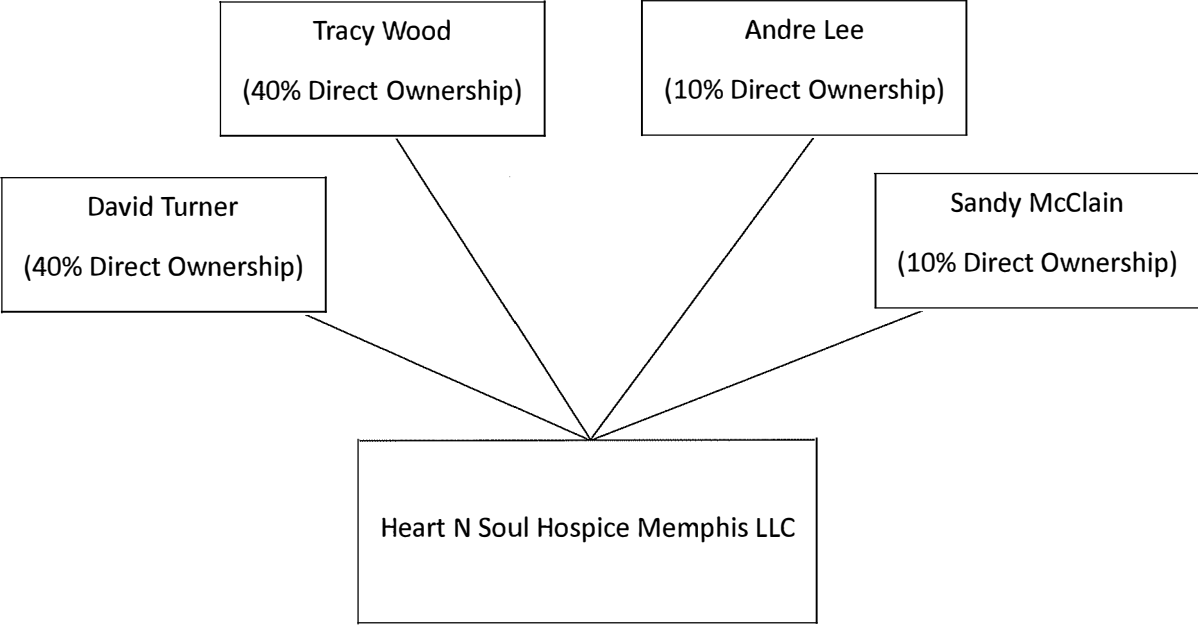 Tracy Wood
(40% Direct Ownership)
Andre Lee
(10% Direct Ownership)
David Turner
(40% Direct Ownership)
Sandy McClain
(10% Direct Ownership)
Heart N Soul Hospice Memphis LLC